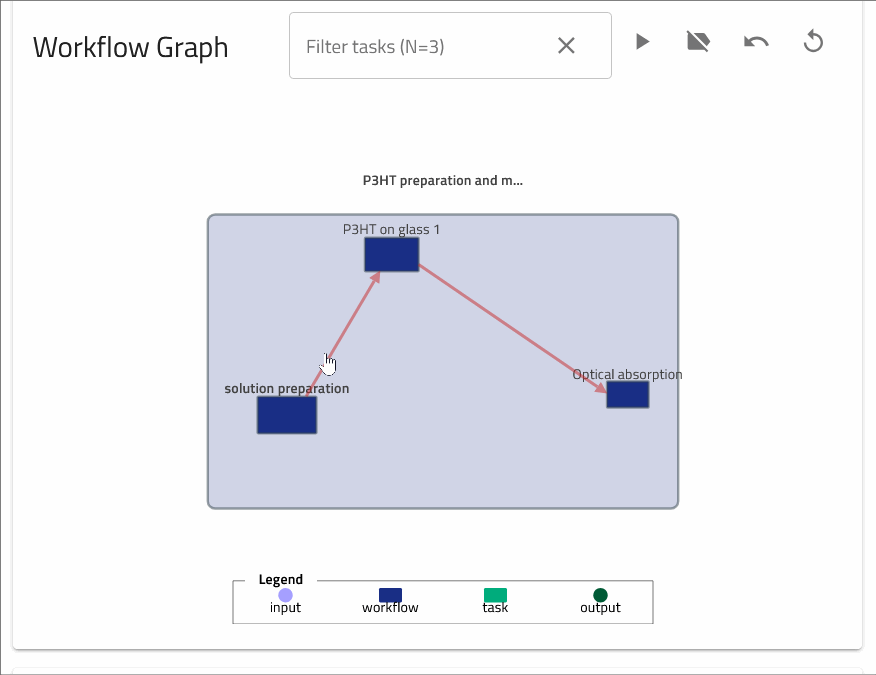 Workflow Graph
Filter tasks (N=3)
P3HT preparation and m...
P3HT on glass 1
Optical absorption
solution preparation
Legend
input
workflow
task
output